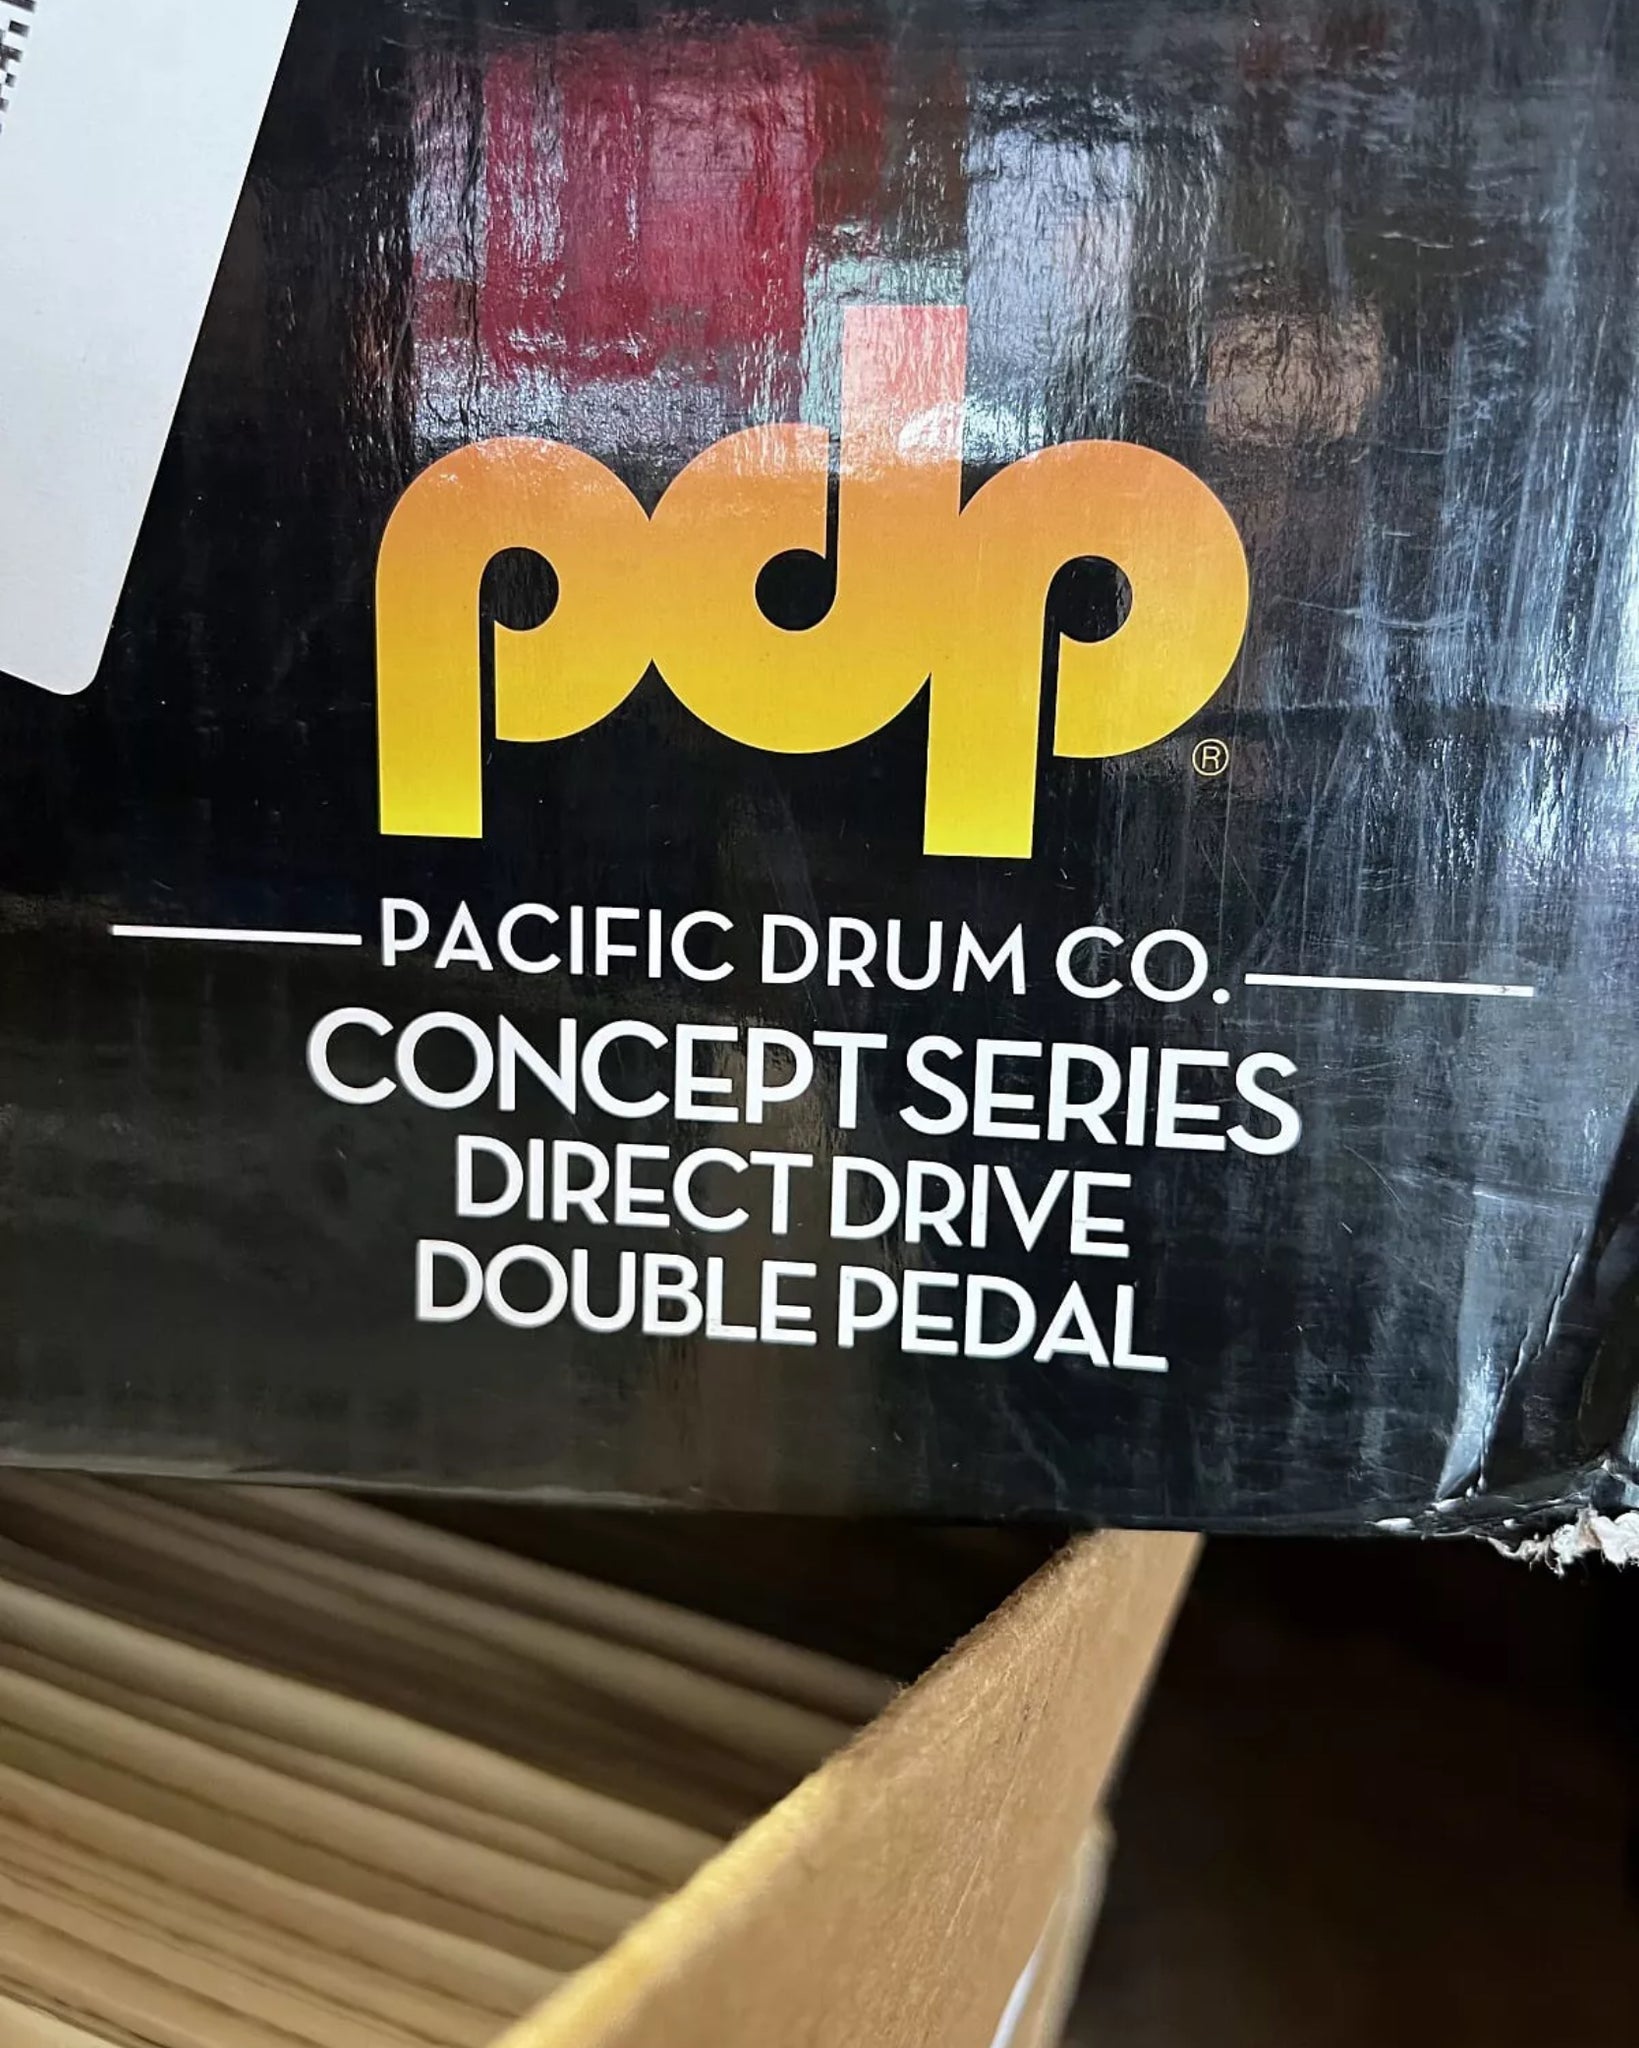 pdp®
PACIFIC DRUM CO.
CONCEPT SERIES
DIRECT DRIVE
DOUBLE PEDAL